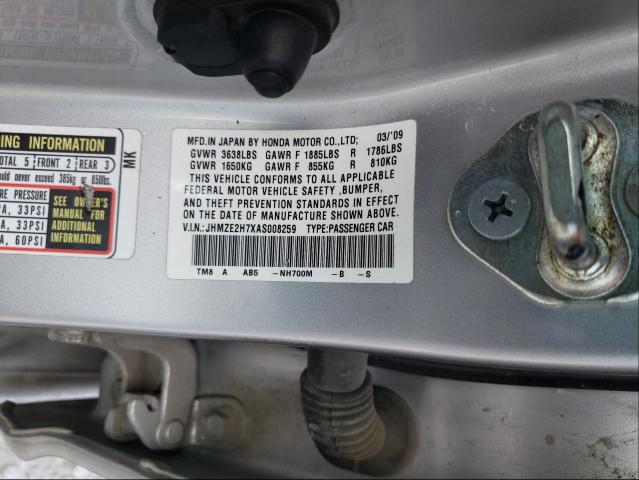 ING INFORMATION
OTAL 5 FRONT 2 REAR 3
ould never exceed 385kg or 850lbs.
RE PRESSURE
PA, 33PSI
A, 33PSI
A, 60PSI
SEE OWNER'S
MANUAL FOR
ADDITIONAL
INFORMATION
MK
MFD.IN JAPAN BY HONDA MOTOR CO.,LTD; 03/'09
GVWR 3638LBS GAWR F 1885LBS R 1786LBS
GVWR 1650KG GAWR F 855KG R 810KG
THIS VEHICLE CONFORMS TO ALL APPLICABLE
FEDERAL MOTOR VEHICLE SAFETY ,BUMPER,
AND THEFT PREVENTION STANDARDS IN EFFECT
ON THE DATE OF MANUFACTURE SHOWN ABOVE.
V.I.N.:JHMZE2H7XAS008259 TYPE:PASSENGER CAR
TM8 A AB5 -NH700M -B -S